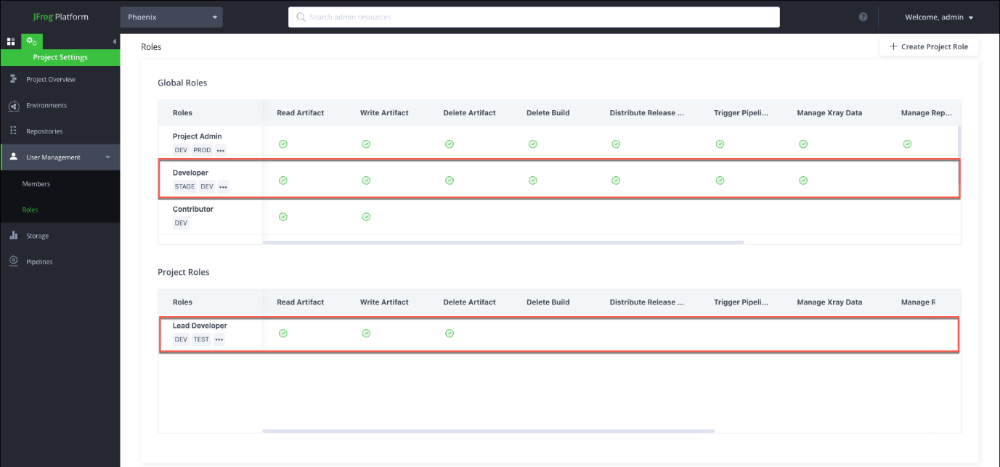 JFrog Platform
Phoenix
Search admin resources
?
Welcome, admin
Project Settings
Project Overview
Environments
Repositories
User Management
Members
Roles
Storage
Pipelines
Roles
+ Create Project Role
Global Roles
Roles Read Artifact Write Artifact Delete Artifact Delete Build Distribute Release ... Trigger Pipeli... Manage Xray Data Manage Rep...
Project Admin
DEV PROD •••
Developer
STAGE DEV •••
Contributor
DEV
Project Roles
Roles Read Artifact Write Artifact Delete Artifact Delete Build Distribute Release ... Trigger Pipeli... Manage Xray Data Manage R
Lead Developer
DEV TEST •••